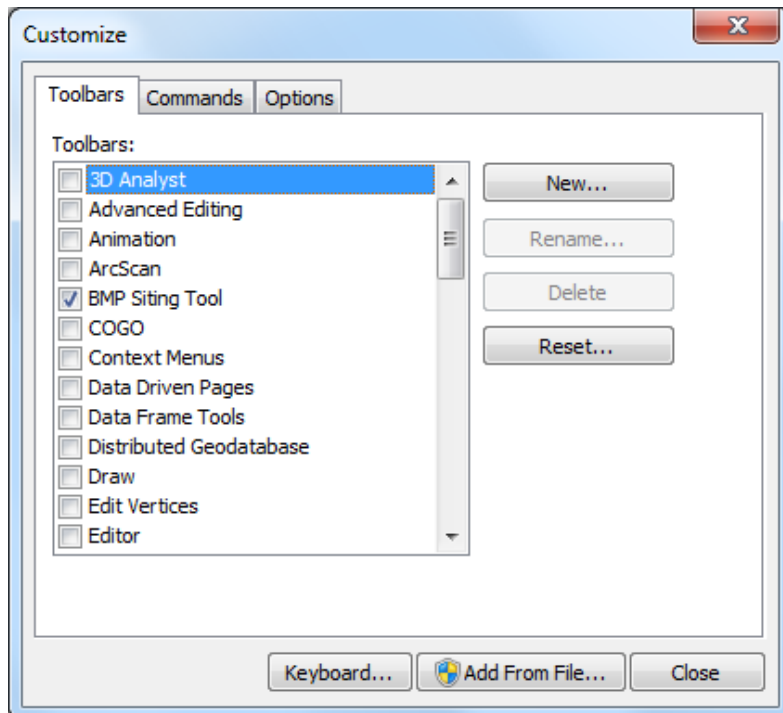 Customize
Toolbars Commands Options
Toolbars:
3D Analyst
Advanced Editing
Animation
ArcScan
BMP Siting Tool
COGO
Context Menus
Data Driven Pages
Data Frame Tools
Distributed Geodatabase
Draw
Edit Vertices
Editor
New...
Rename...
Delete
Reset...
Keyboard... Add From File... Close